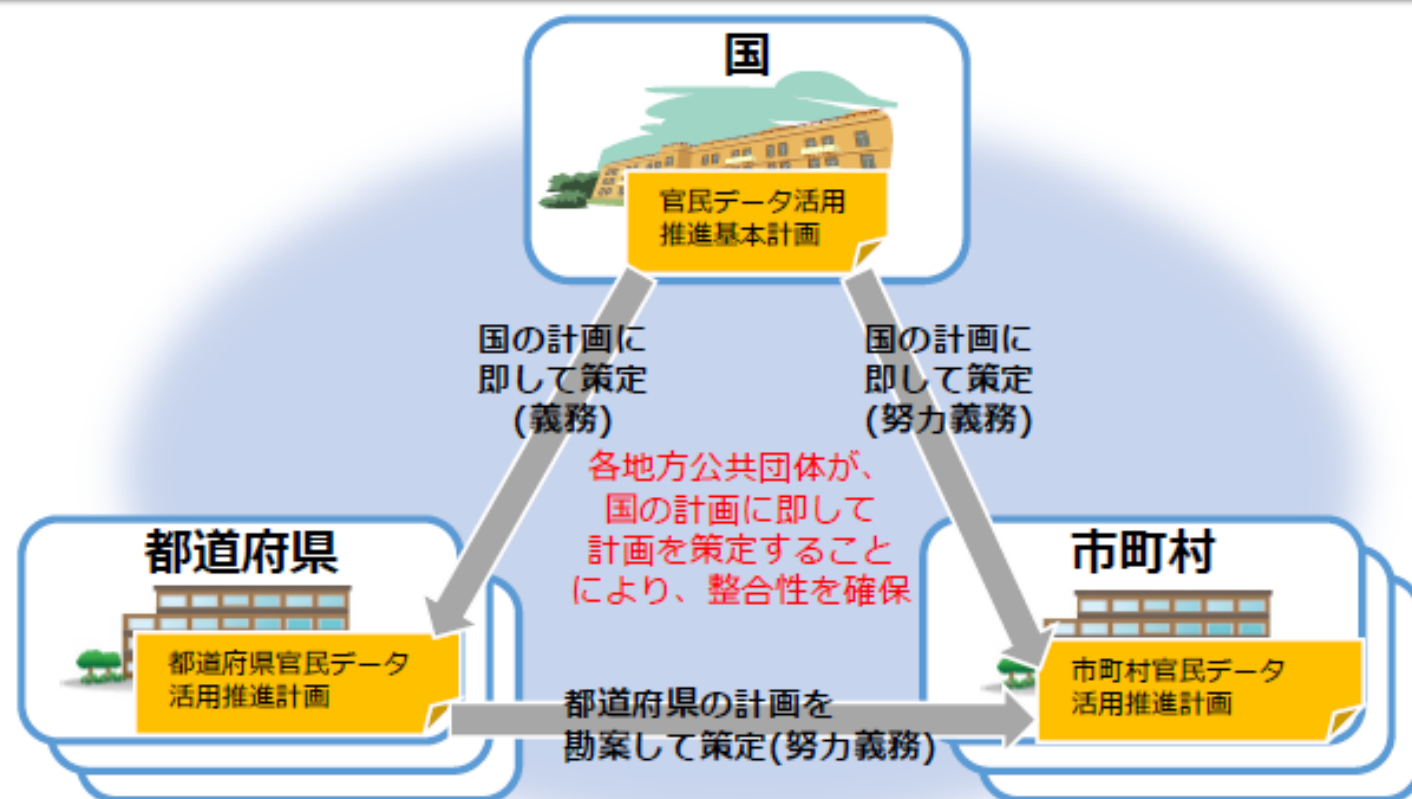 国
官民データ活用
推進基本計画
国の計画に
即して策定
(義務)
国の計画に
即して策定
(努力義務)
各地方公共団体が、
国の計画に即して
計画を策定すること
により、整合性を確保
都道府県
都道府県官民データ
活用推進計画
市町村
市町村官民データ
活用推進計画
都道府県の計画を
勘案して策定(努力義務)